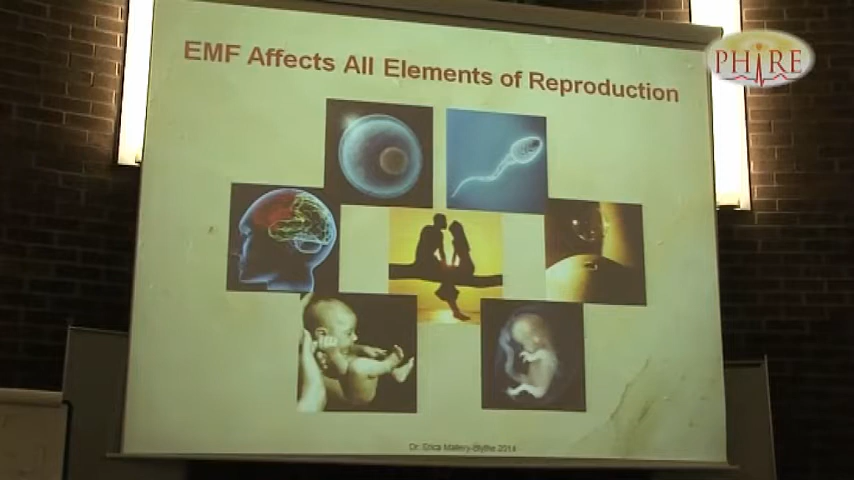 EMF Affects All Elements of Reproduction
PHIRE
Dr. Erica Mallery-Blythe 2014